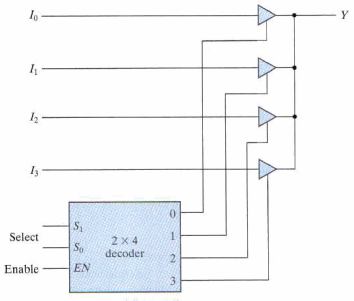 I0
Y
I1
I2
I3
Select
S1
S0
Enable
EN
2 × 4
decoder
0
1
2
3